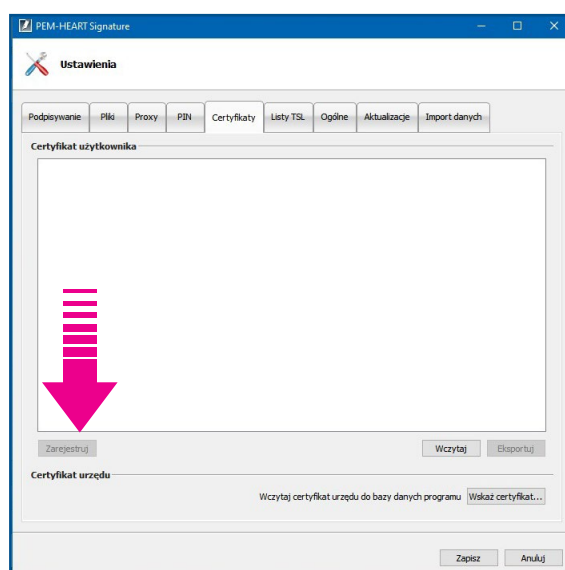 PEM-HEART Signature
Ustawienia
Podpisywanie Pliki Proxy PIN Certyfikaty Listy TSL Ogólne Aktualizacje Import danych
Certyfikat użytkownika
Zarejestruj Wczytaj Eksportuj
Certyfikat urzędu
Wczytaj certyfikat urzędu do bazy danych programu Wskaż certyfikat...
Zapisz Anuluj